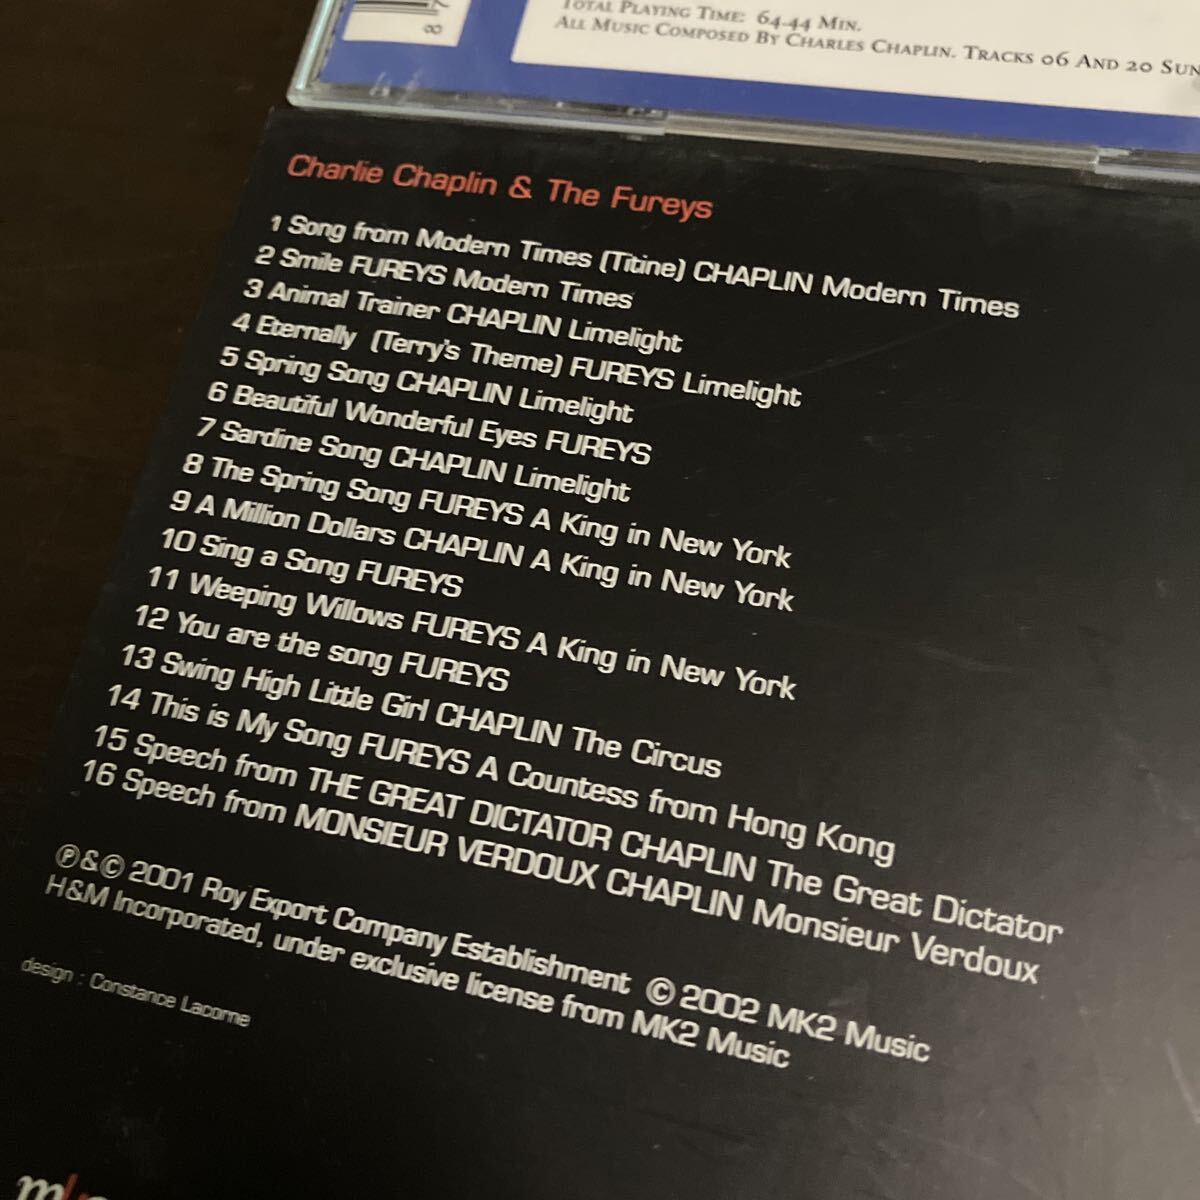 TOTAL PLAYING TIME: 64-44 MIN.
ALL MUSIC COMPOSED BY CHARLES CHAPLIN. TRACKS 06 AND 20 SUN
8 7
Charlie Chaplin & The Fureys
1 Song from Modern Times (Titine) CHAPLIN Modern Times
2 Smile FUREYS Modern Times
3 Animal Trainer CHAPLIN Limelight
4 Eternally (Terry's Theme) FUREYS Limelight
5 Spring Song CHAPLIN Limelight
6 Beautiful Wonderful Eyes FUREYS
7 Sardine Song CHAPLIN Limelight
8 The Spring Song FUREYS A King in New York
9 A Million Dollars CHAPLIN A King in New York
10 Sing a Song FUREYS
11 Weeping Willows FUREYS A King in New York
12 You are the song FUREYS
13 Swing High Little Girl CHAPLIN The Circus
14 This is My Song FUREYS A Countess from Hong Kong
15 Speech from THE GREAT DICTATOR CHAPLIN The Great Dictator
16 Speech from MONSIEUR VERDOUX CHAPLIN Monsieur Verdoux
℗&© 2001 Roy Export Company Establishment © 2002 MK2 Music
H&M Incorporated, under exclusive license from MK2 Music
design : Constance Lacorne